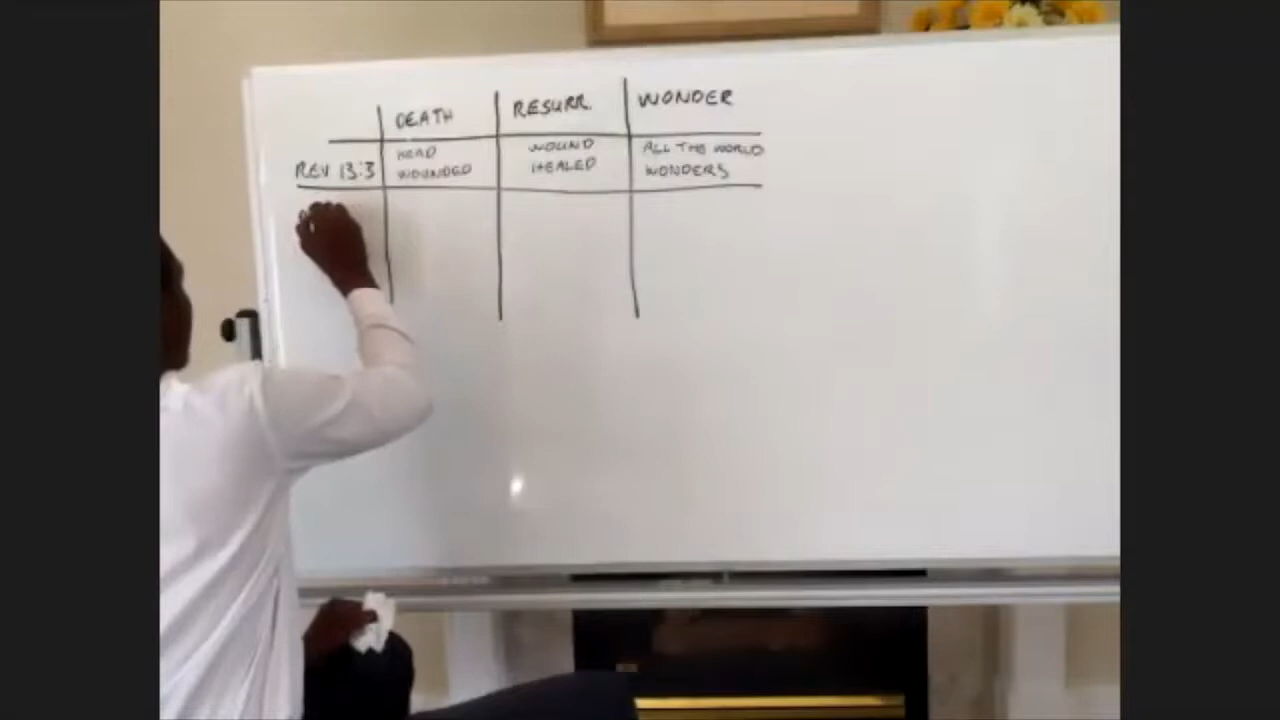 DEATH RESURR. WONDER
HEAD WOUND ALL THE WORLD
REV 13:3 WOUNDED HEALED WONDERS